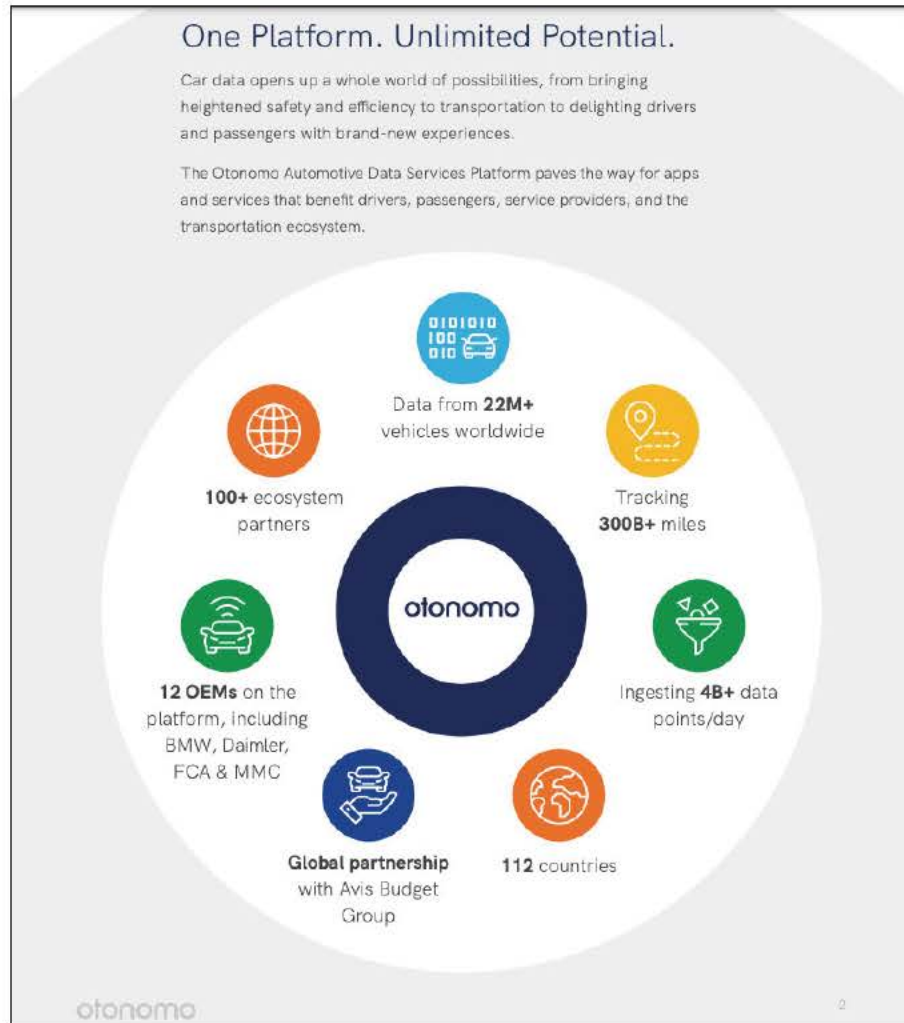 One Platform. Unlimited Potential.
Car data opens up a whole world of possibilities, from bringing
heightened safety and efficiency to transportation to delighting drivers
and passengers with brand-new experiences.
The Otonomo Automotive Data Services Platform paves the way for apps
and services that benefit drivers, passengers, service providers, and the
transportation ecosystem.
0101010
100
010
Data from 22M+
vehicles worldwide
100+ ecosystem
partners
Tracking
300B+ miles
otonomo
12 OEMs on the
platform, including
BMW, Daimler,
FCA & MMC
Ingesting 4B+ data
points/day
Global partnership
with Avis Budget
Group
112 countries
otonomo
2